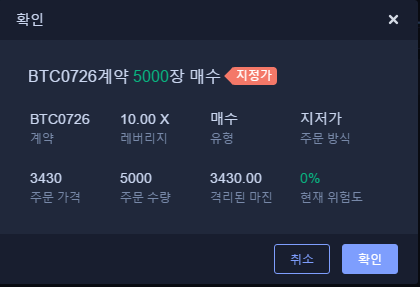 확인 ×
BTC0726계약 5000장 매수 지정가
BTC0726 10.00 X 매수 지저가
계약 레버리지 유형 주문 방식
3430 5000 3430.00 0%
주문 가격 주문 수량 격리된 마진 현재 위험도
취소 확인